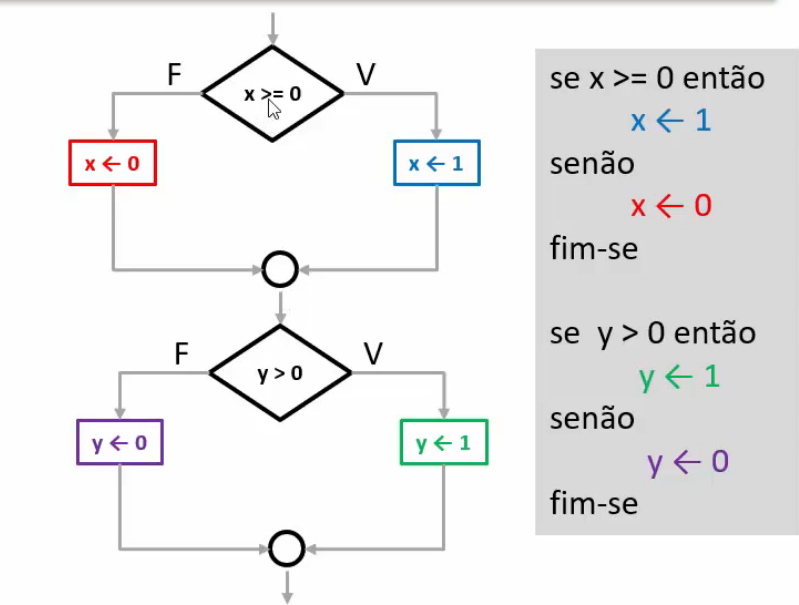 F
V
x >= 0
x ← 0
x ← 1
F
V
y > 0
y ← 0
y ← 1
se x >= 0 então
x ← 1
senão
x ← 0
fim-se
se y > 0 então
y ← 1
senão
y ← 0
fim-se